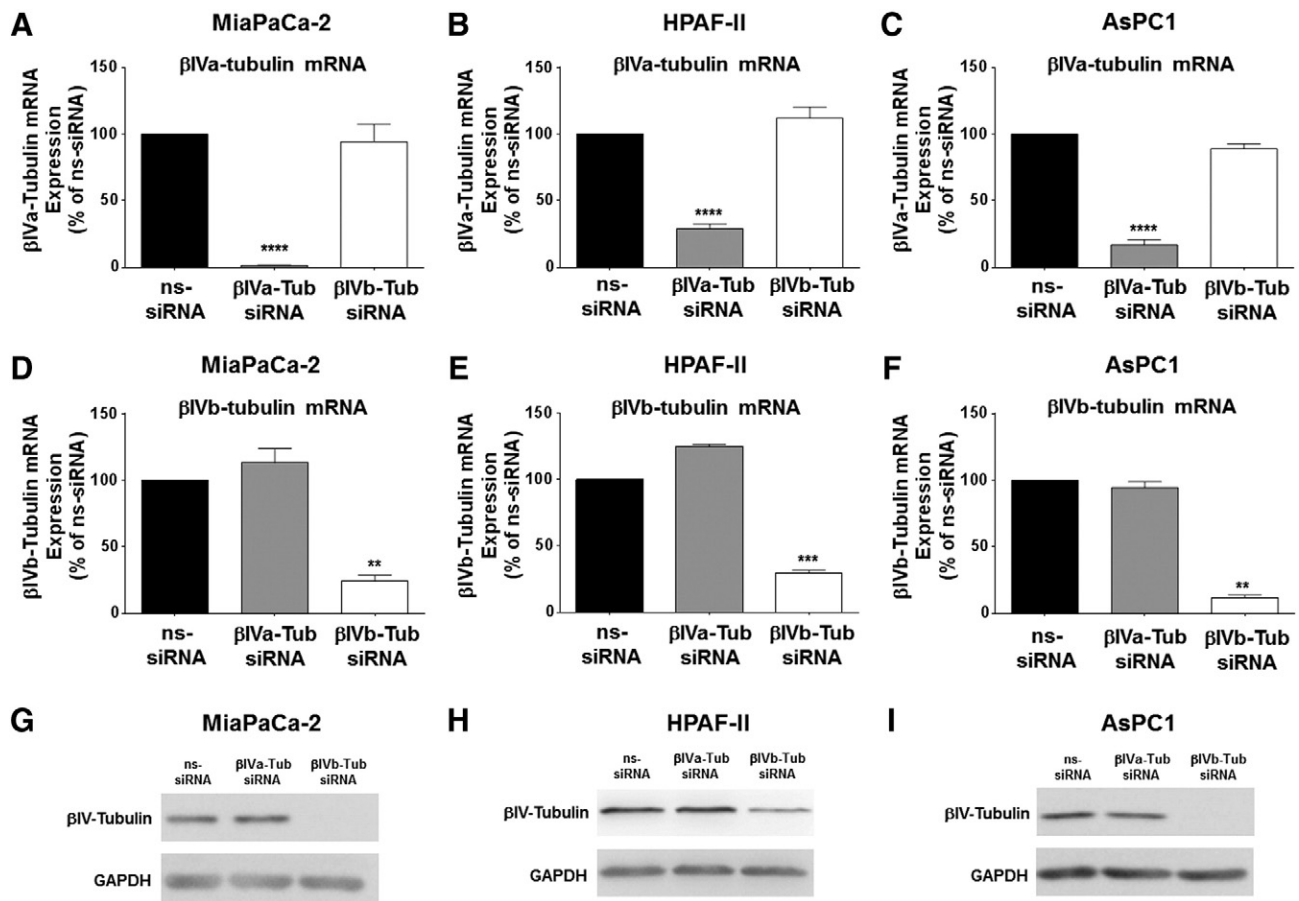 A
MiaPaCa-2
βIVa-tubulin mRNA
βIVa-Tubulin mRNA
Expression
(% of ns-siRNA)
150
100
50
0
****
ns-
siRNA
βIVa-Tub
siRNA
βIVb-Tub
siRNA
B
HPAF-II
βIVa-tubulin mRNA
βIVa-Tubulin mRNA
Expression
(% of ns-siRNA)
150
100
50
0
****
ns-
siRNA
βIVa-Tub
siRNA
βIVb-Tub
siRNA
C
AsPC1
βIVa-tubulin mRNA
βIVa-Tubulin mRNA
Expression
(% of ns-siRNA)
150
100
50
0
****
ns-
siRNA
βIVa-Tub
siRNA
βIVb-Tub
siRNA
D
MiaPaCa-2
βIVb-tubulin mRNA
βIVb-Tubulin mRNA
Expression
(% of ns-siRNA)
150
100
50
0
**
ns-
siRNA
βIVa-Tub
siRNA
βIVb-Tub
siRNA
E
HPAF-II
βIVb-tubulin mRNA
βIVb-Tubulin mRNA
Expression
(% of ns-siRNA)
150
100
50
0
***
ns-
siRNA
βIVa-Tub
siRNA
βIVb-Tub
siRNA
F
AsPC1
βIVb-tubulin mRNA
βIVb-Tubulin mRNA
Expression
(% of ns-siRNA)
150
100
50
0
**
ns-
siRNA
βIVa-Tub
siRNA
βIVb-Tub
siRNA
G
MiaPaCa-2
ns-
siRNA
βIVa-Tub
siRNA
βIVb-Tub
siRNA
βIV-Tubulin
GAPDH
H
HPAF-II
ns-
siRNA
βIVa-Tub
siRNA
βIVb-Tub
siRNA
βIV-Tubulin
GAPDH
I
AsPC1
ns-
siRNA
βIVa-Tub
siRNA
βIVb-Tub
siRNA
βIV-Tubulin
GAPDH